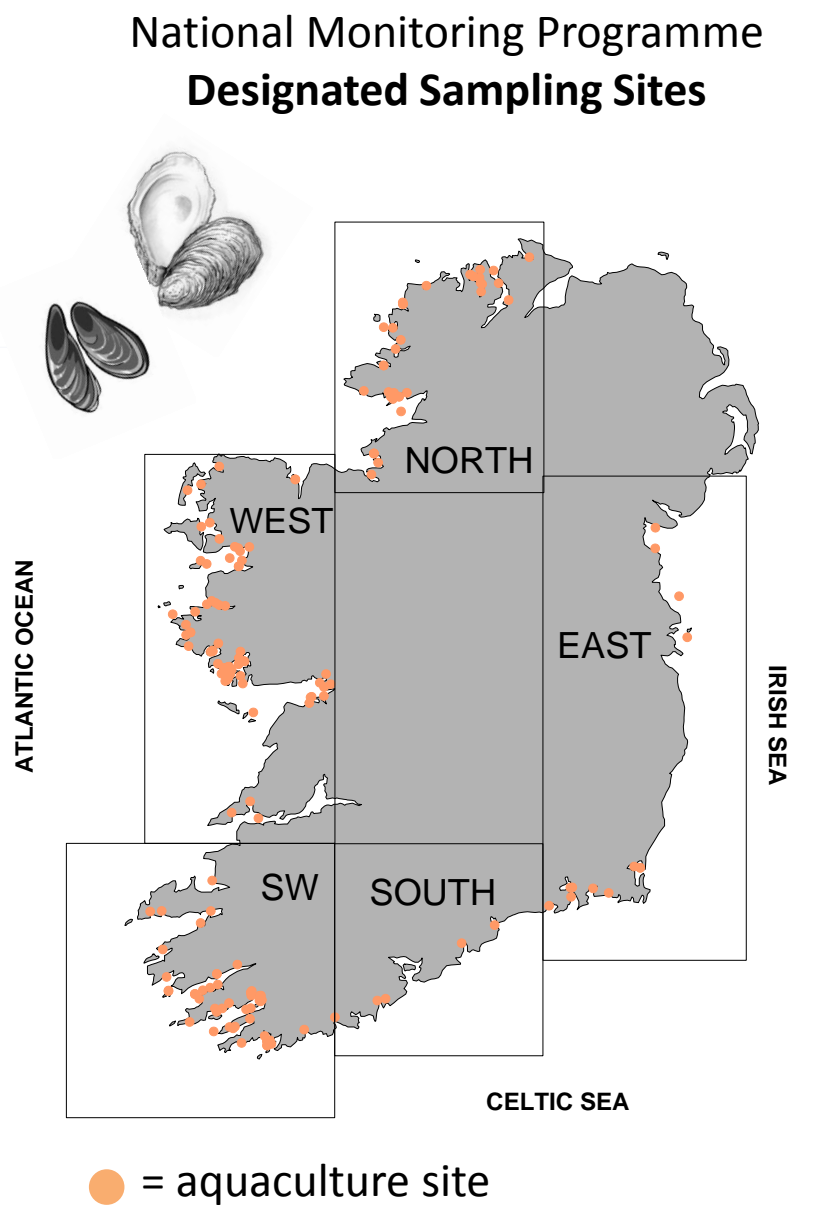 National Monitoring Programme
Designated Sampling Sites
NORTH
WEST
ATLANTIC OCEAN
EAST
IRISH SEA
SW
SOUTH
CELTIC SEA
= aquaculture site